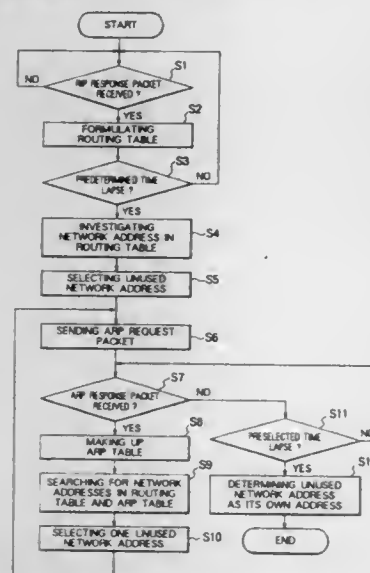 START
S1
RIP RESPONSE PACKET
RECEIVED ?
NO
YES
S2
FORMULATING
ROUTING TABLE
S3
PREDETERMINED TIME
LAPSE ?
NO
YES
INVESTIGATING
NETWORK ADDRESS IN
ROUTING TABLE
S4
SELECTING UNUSED
NETWORK ADDRESS
S5
SENDING ARP REQUEST
PACKET
S6
S7
ARP RESPONSE PACKET
RECEIVED ?
NO
YES
S8
MAKING UP
ARP TABLE
S9
SEARCHING FOR NETWORK
ADDRESSES IN ROUTING
TABLE AND ARP TABLE
SELECTING ONE UNUSED
NETWORK ADDRESS
S10
S11
PRESELECTED TIME
LAPSE ?
YES
DETERMINING UNUSED
NETWORK ADDRESS
AS ITS OWN ADDRESS
END